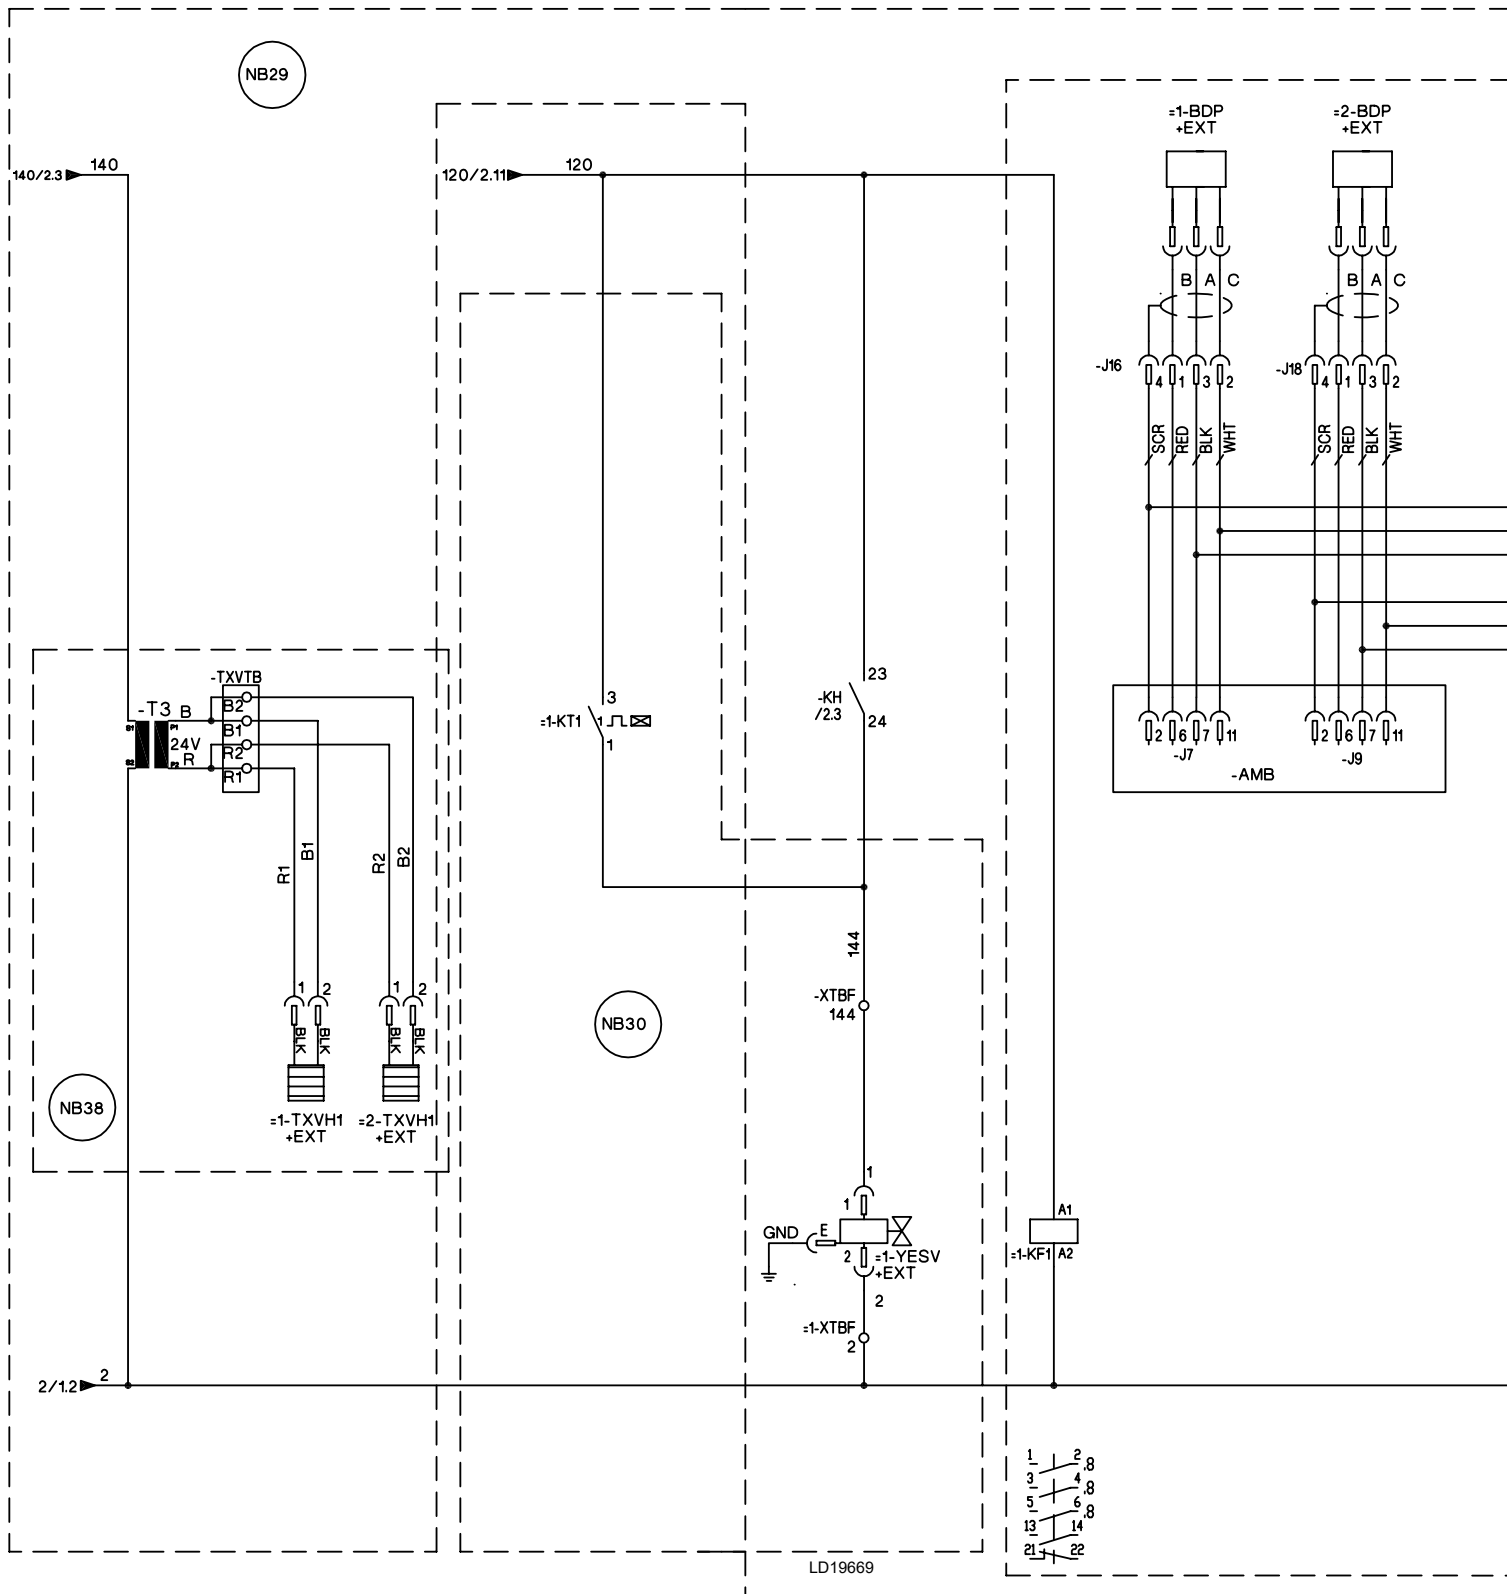 NB29
=1-BDP
+EXT
=2-BDP
+EXT
140/2.3
140
120/2.11
120
B A C
B A C
-J16
4 1 3 2
-J18
4 1 3 2
SCR RED BLK WHT
SCR RED BLK WHT
-TXVTB
-T3
B
S1
P1
24V
R
S2
P2
B2
B1
R2
R1
-KH
/2.3
23
24
=1-KT1
3
1
1
2 6 7 11
-J7
2 6 7 11
-J9
-AMB
R1
B1
R2
B2
144
-XTBF
144
NB30
1 2
1 2
BLK BLK
BLK BLK
=1-TXVH1
+EXT
=2-TXVH1
+EXT
NB38
1
1
GND
E
2
=1-YESV
+EXT
2
=1-XTBF
2
A1
=1-KF1
A2
2/1.2
2
1 2 .8
3 4 .8
5 6 .8
13 14
21 22
LD19669